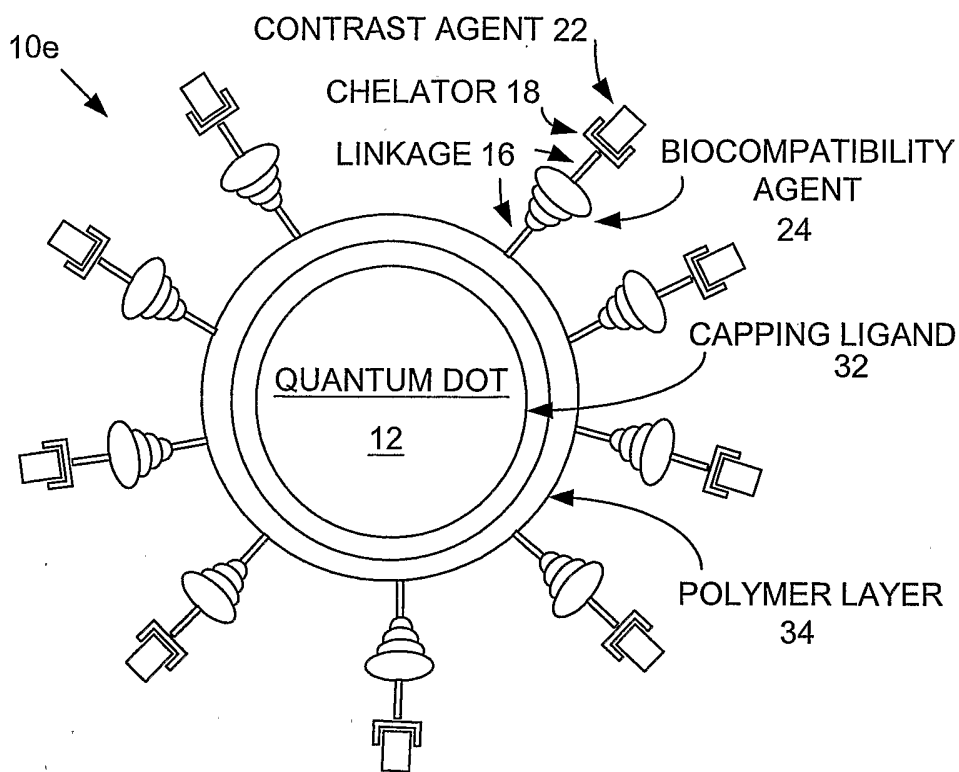 10e
CONTRAST AGENT 22
CHELATOR 18
LINKAGE 16
BIOCOMPATIBILITY
AGENT
24
CAPPING LIGAND
32
QUANTUM DOT
12
POLYMER LAYER
34